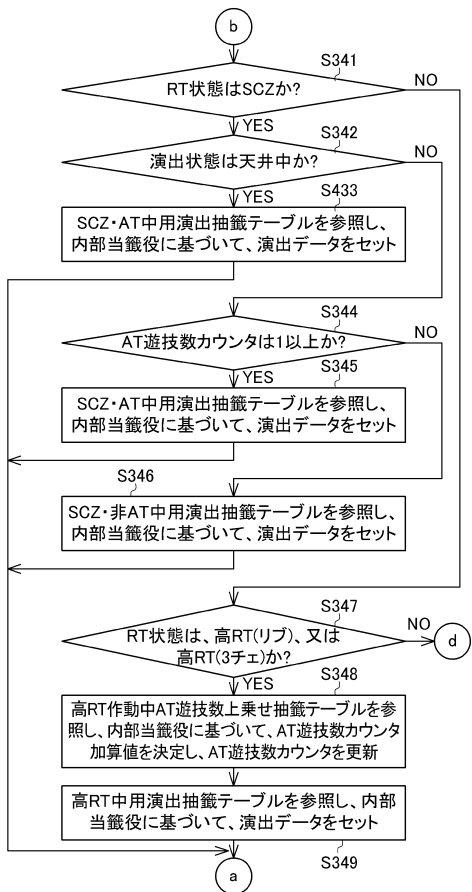 b
S341
RT状態はSCZか?
NO
YES
S342
演出状態は天井中か?
NO
YES
S433
SCZ・AT中用演出抽籤テーブルを参照し、
内部当籤役に基づいて、演出データをセット
S344
AT遊技数カウンタは1以上か?
NO
YES
S345
SCZ・AT中用演出抽籤テーブルを参照し、
内部当籤役に基づいて、演出データをセット
S346
SCZ・非AT中用演出抽籤テーブルを参照し、
内部当籤役に基づいて、演出データをセット
S347
RT状態は、高RT(リブ)、又は
高RT(3チェ)か?
NO
d
YES
S348
高RT作動中AT遊技数上乗せ抽籤テーブルを参
照し、内部当籤役に基づいて、AT遊技数カウンタ
加算値を決定し、AT遊技数カウンタを更新
高RT中用演出抽籤テーブルを参照し、内部
当籤役に基づいて、演出データをセット
S349
a